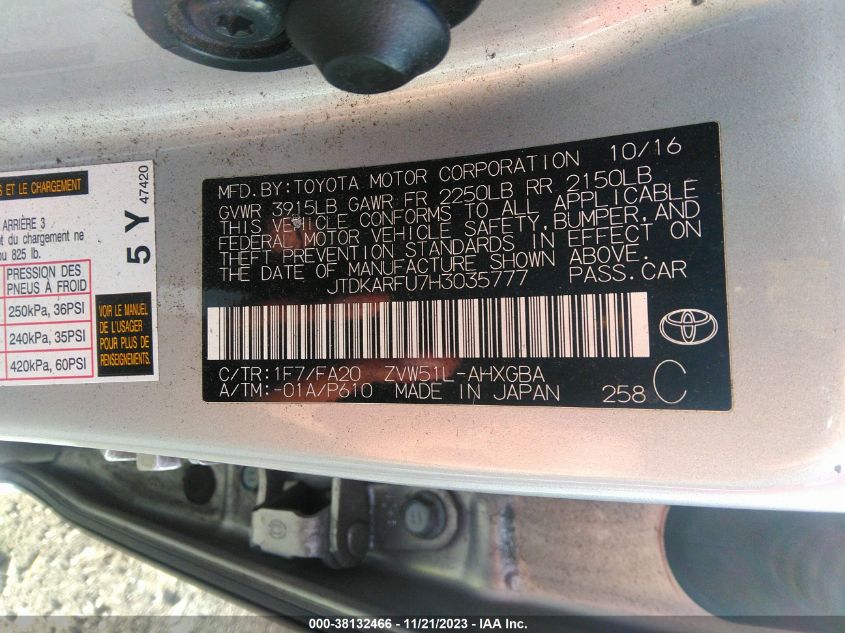 S ET LE CHARGEMENT
ARRIÈRE 3
t du chargement ne
ou 825 lb.
5 Y 47420
PRESSION DES
PNEUS À FROID
250kPa, 36PSI
240kPa, 35PSI
420kPa, 60PSI
VOIR LE MANUEL
DE L'USAGER
POUR PLUS DE
RENSEIGNEMENTS.
10/16
MFD.BY:TOYOTA MOTOR CORPORATION
GVWR 3915LB GAWR FR 2250LB RR 2150LB
THIS VEHICLE CONFORMS TO ALL APPLICABLE
FEDERAL MOTOR VEHICLE SAFETY, BUMPER, AND
THEFT PREVENTION STANDARDS IN EFFECT ON
THE DATE OF MANUFACTURE SHOWN ABOVE.
JTDKARFU7H3035777 PASS.CAR
C/TR:1F7/FA20 ZVW51L-AHXGBA
A/TM:-01A/P610 MADE IN JAPAN 258 C
000-38132466 - 11/21/2023 - IAA Inc.